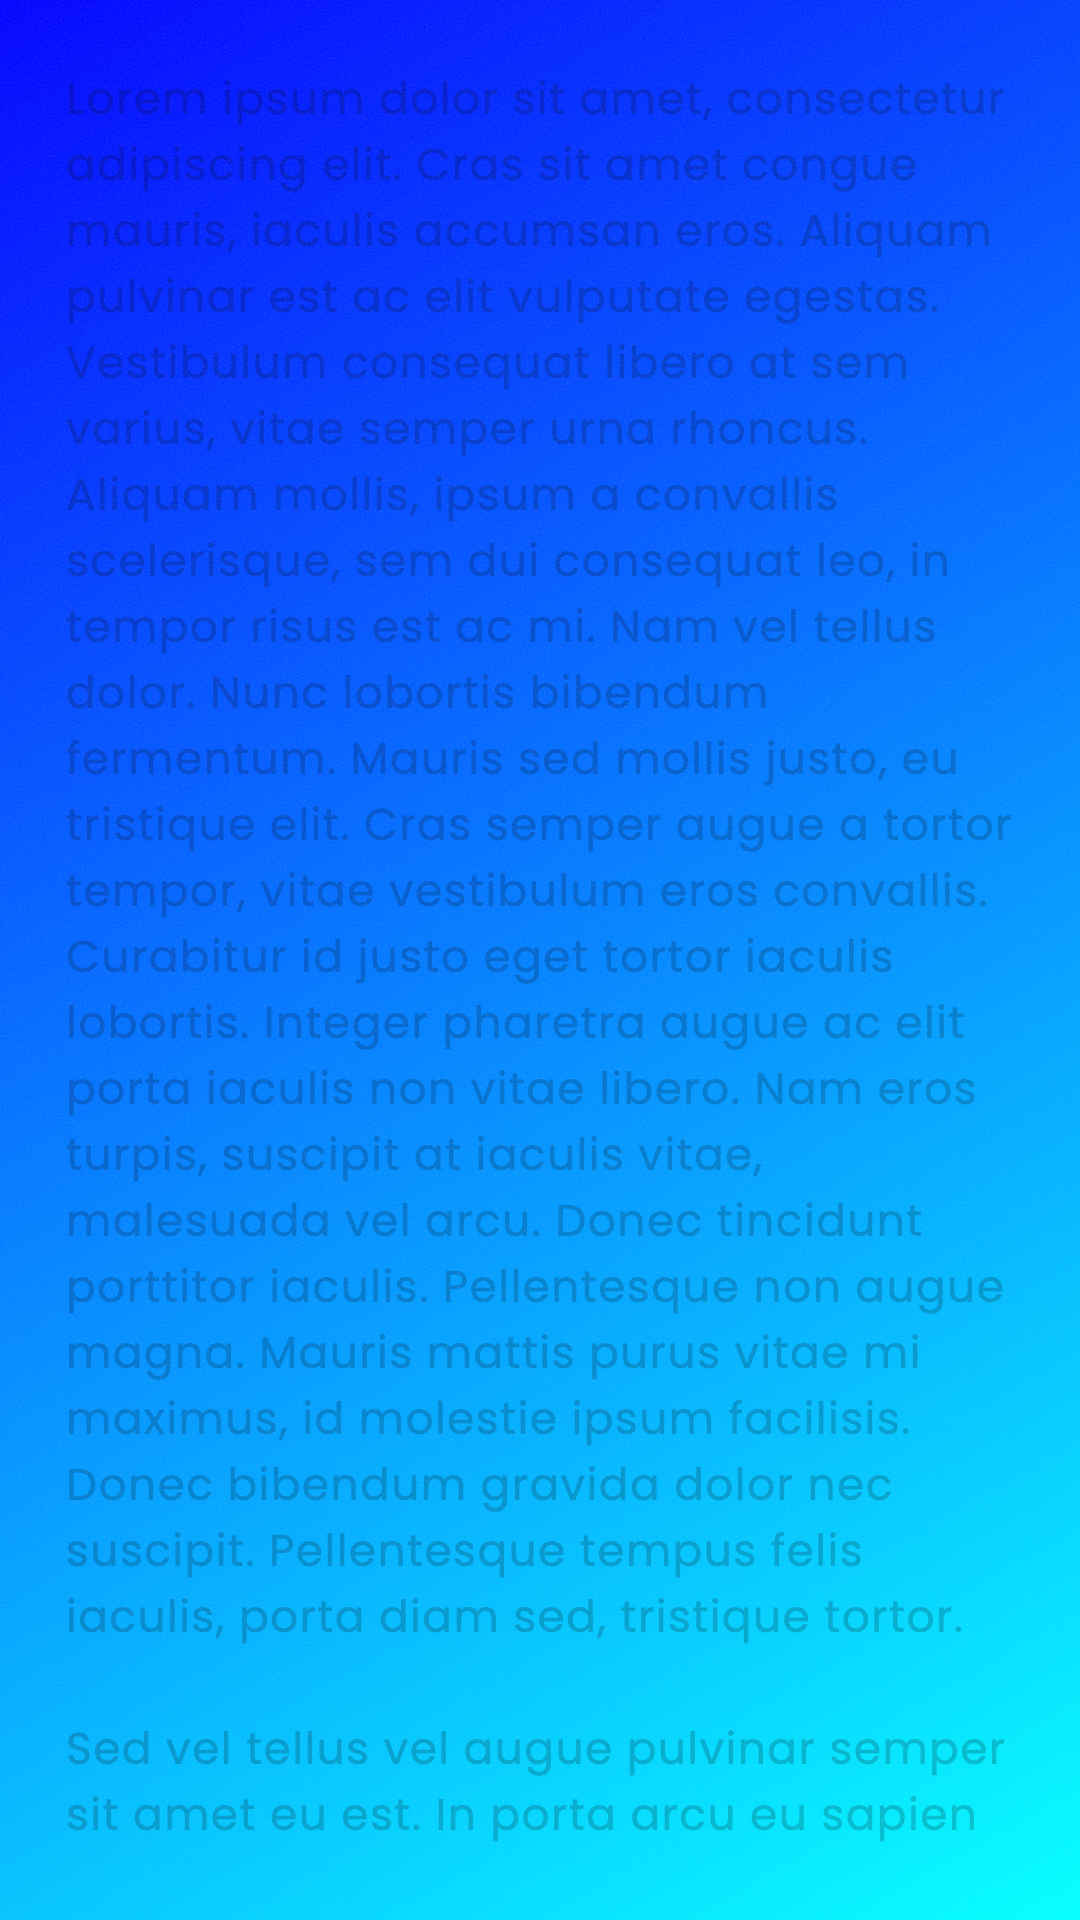 Lorem ipsum dolor sit amet, consectetur
adipiscing elit. Cras sit amet congue
mauris, iaculis accumsan eros. Aliquam
pulvinar est ac elit vulputate egestas.
Vestibulum consequat libero at sem
varius, vitae semper urna rhoncus.
Aliquam mollis, ipsum a convallis
scelerisque, sem dui consequat leo, in
tempor risus est ac mi. Nam vel tellus
dolor. Nunc lobortis bibendum
fermentum. Mauris sed mollis justo, eu
tristique elit. Cras semper augue a tortor
tempor, vitae vestibulum eros convallis.
Curabitur id justo eget tortor iaculis
lobortis. Integer pharetra augue ac elit
porta iaculis non vitae libero. Nam eros
turpis, suscipit at iaculis vitae,
malesuada vel arcu. Donec tincidunt
porttitor iaculis. Pellentesque non augue
magna. Mauris mattis purus vitae mi
maximus, id molestie ipsum facilisis.
Donec bibendum gravida dolor nec
suscipit. Pellentesque tempus felis
iaculis, porta diam sed, tristique tortor.
Sed vel tellus vel augue pulvinar semper
sit amet eu est. In porta arcu eu sapien